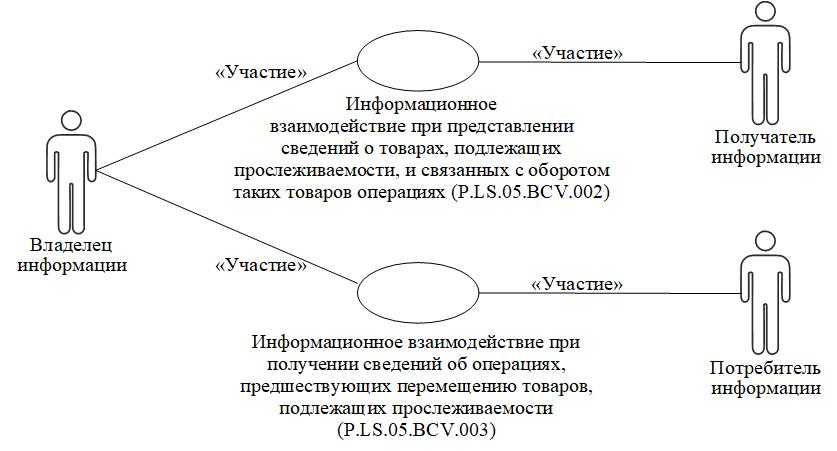 «Участие»
«Участие»
Информационное
взаимодействие при представлении
сведений о товарах, подлежащих
прослеживаемости, и связанных с оборотом
таких товаров операциях (P.LS.05.BCV.002)
Получатель
информации
Владелец
информации
«Участие»
«Участие»
Информационное взаимодействие при
получении сведений об операциях,
предшествующих перемещению товаров,
подлежащих прослеживаемости
(P.LS.05.BCV.003)
Потребитель
информации